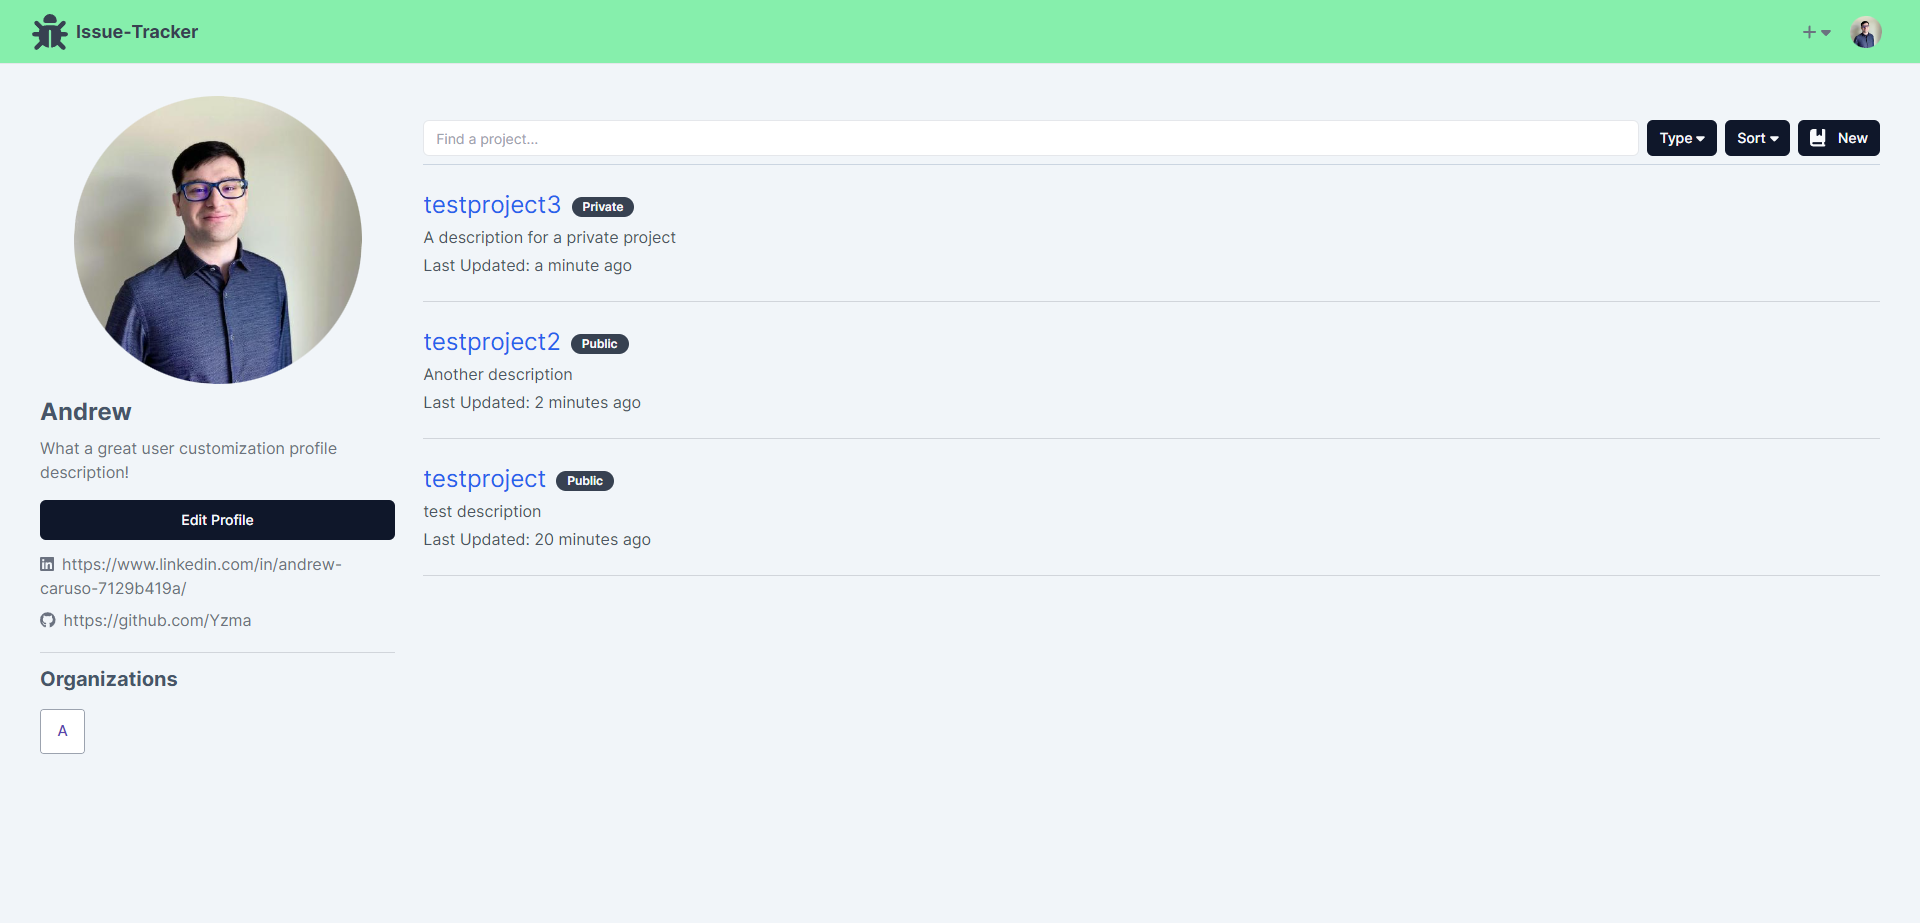 Issue-Tracker
Andrew
What a great user customization profile
description!
Edit Profile
https://www.linkedin.com/in/andrew-
caruso-7129b419a/
https://github.com/Yzma
Organizations
A
Find a project...
Type
Sort
New
testproject3 Private
A description for a private project
Last Updated: a minute ago
testproject2 Public
Another description
Last Updated: 2 minutes ago
testproject Public
test description
Last Updated: 20 minutes ago